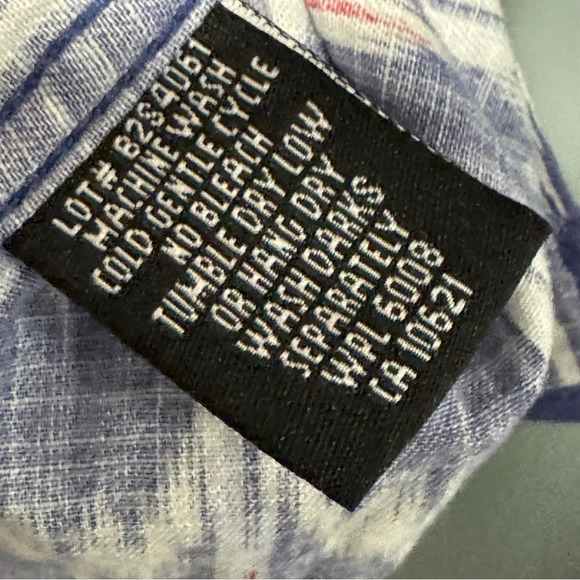 LOT# B2S4061
MACHINE WASH
COLD GENTLE CYCLE
NO BLEACH
TUMBLE DRY LOW
OR HANG DRY
WASH DARKS
SEPARATELY
WPL 6008
CA 10621